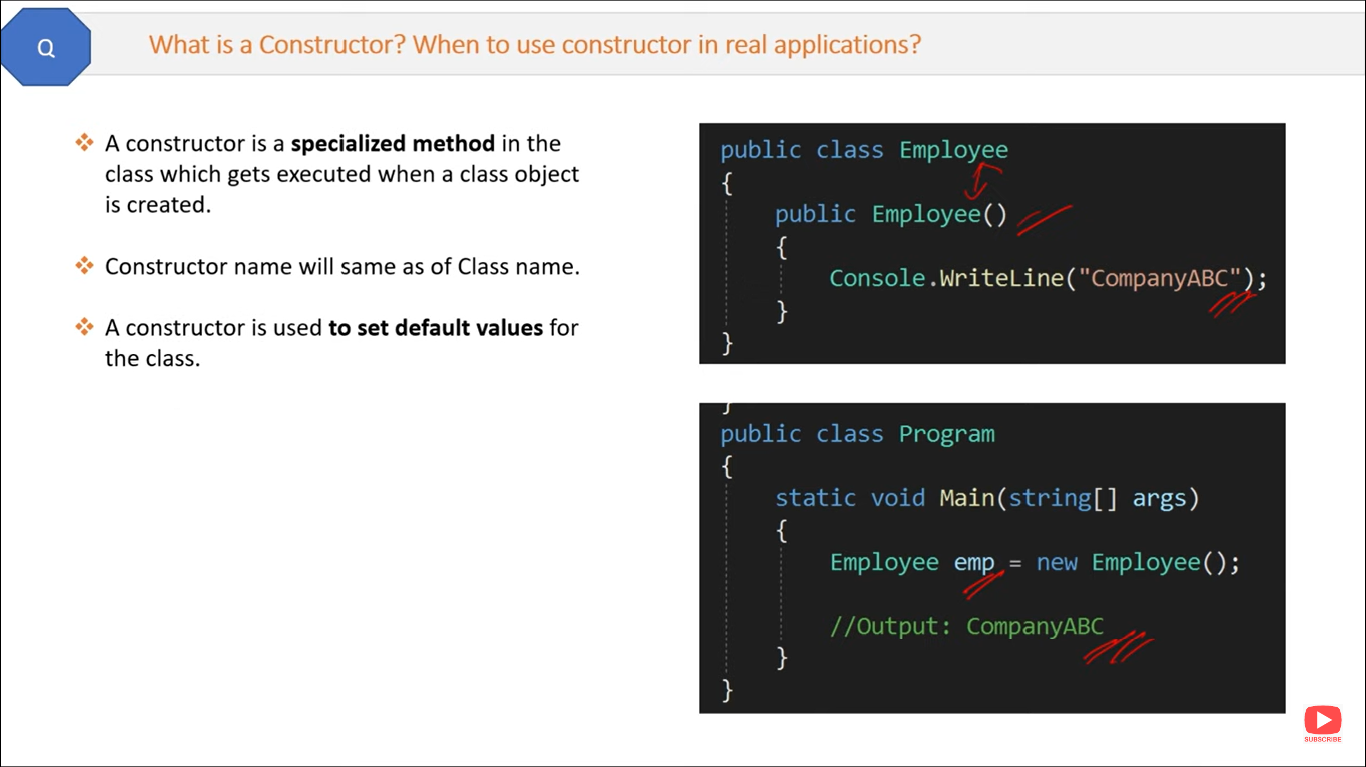 Q
What is a Constructor? When to use constructor in real applications?
A constructor is a specialized method in the
class which gets executed when a class object
is created.
Constructor name will same as of Class name.
A constructor is used to set default values for
the class.
public class Employee
{
public Employee()
{
Console.WriteLine("CompanyABC");
}
}
}
public class Program
{
static void Main(string[] args)
{
Employee emp = new Employee();
//Output: CompanyABC
}
}
SUBSCRIBE